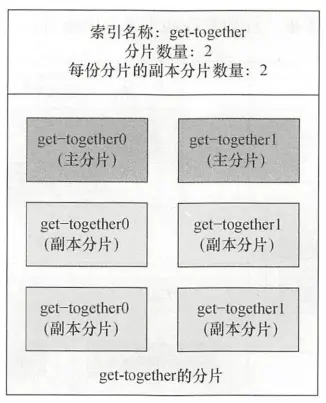 索引名称：get-together
分片数量：2
每份分片的副本分片数量：2
get-together0
(主分片)
get-together1
(主分片)
get-together0
(副本分片)
get-together1
(副本分片)
get-together0
(副本分片)
get-together1
(副本分片)
get-together的分片